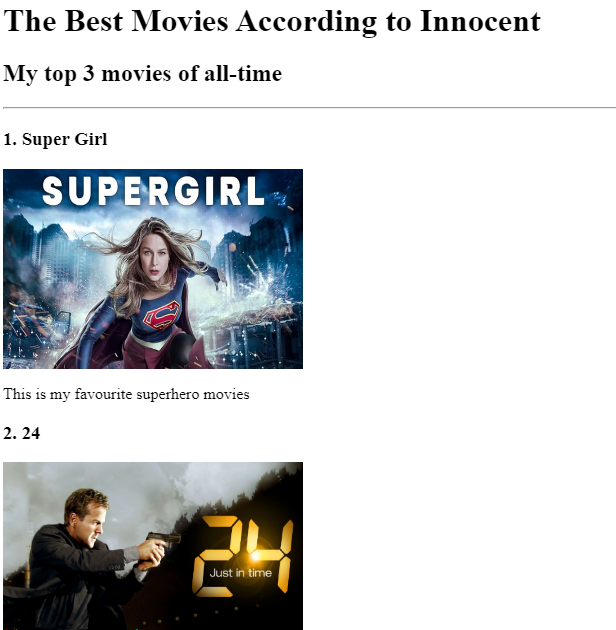 The Best Movies According to Innocent
My top 3 movies of all-time
1. Super Girl
SUPERGIRL
This is my favourite superhero movies
2. 24
24
Just in time